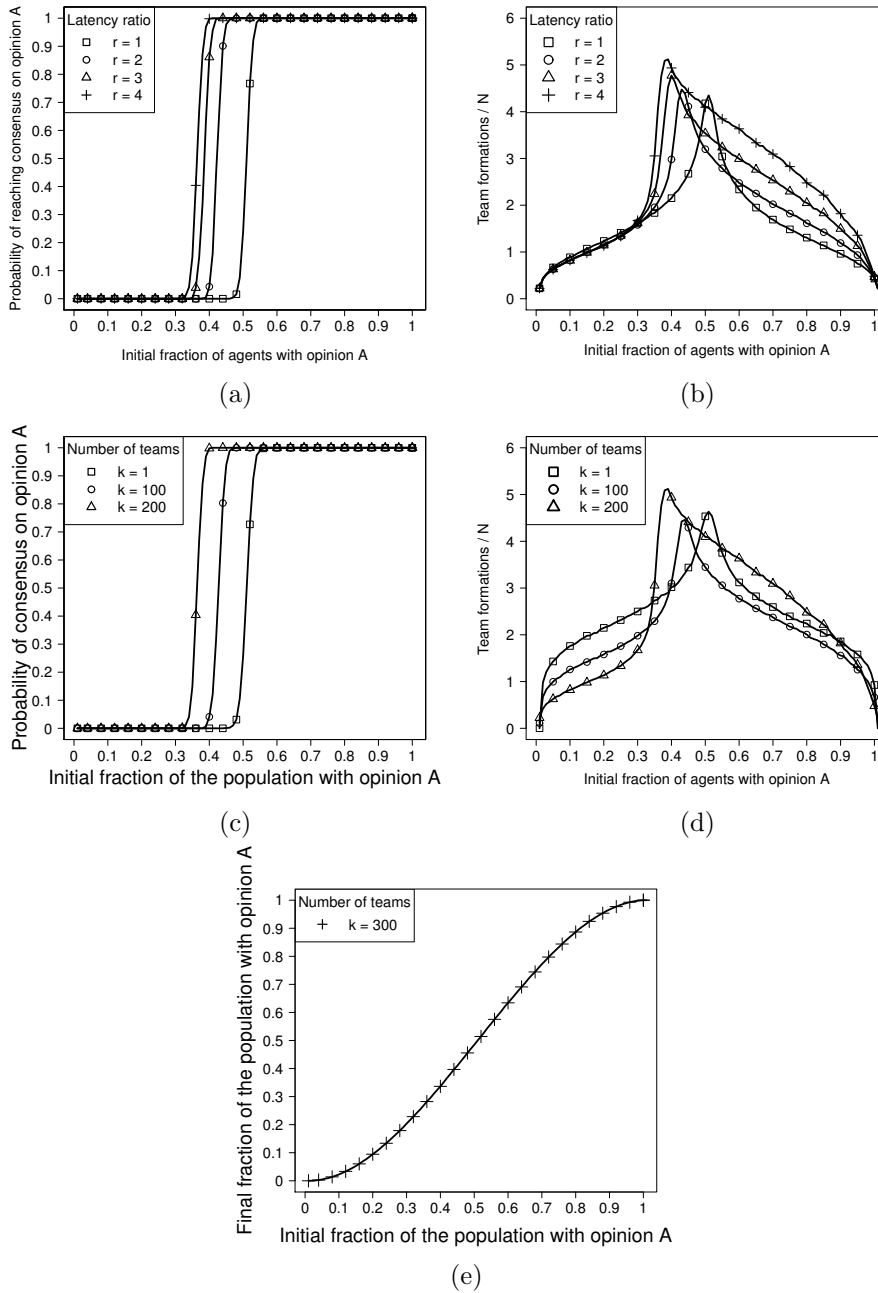 Probability of reaching consensus on opinion A
1
0.9
0.8
0.7
0.6
0.5
0.4
0.3
0.2
0.1
0
Latency ratio
r = 1
r = 2
r = 3
r = 4
0 0.1 0.2 0.3 0.4 0.5 0.6 0.7 0.8 0.9 1
Initial fraction of agents with opinion A
(a)
Team formations / N
6
5
4
3
2
1
0
Latency ratio
r = 1
r = 2
r = 3
r = 4
0 0.1 0.2 0.3 0.4 0.5 0.6 0.7 0.8 0.9 1
Initial fraction of agents with opinion A
(b)
Probability of consensus on opinion A
1
0.9
0.8
0.7
0.6
0.5
0.4
0.3
0.2
0.1
0
Number of teams
k = 1
k = 100
k = 200
0 0.1 0.2 0.3 0.4 0.5 0.6 0.7 0.8 0.9 1
Initial fraction of the population with opinion A
(c)
Team formations / N
6
5
4
3
2
1
0
Number of teams
k = 1
k = 100
k = 200
0 0.1 0.2 0.3 0.4 0.5 0.6 0.7 0.8 0.9 1
Initial fraction of agents with opinion A
(d)
Final fraction of the population with opinion A
1
0.9
0.8
0.7
0.6
0.5
0.4
0.3
0.2
0.1
0
Number of teams
k = 300
0 0.1 0.2 0.3 0.4 0.5 0.6 0.7 0.8 0.9 1
Initial fraction of the population with opinion A
(e)